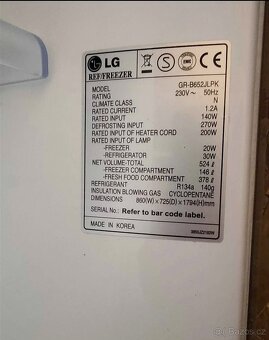 LG
REF/FREEZER
MODEL GR-B652JLPK
RATING 230V~ 50Hz
CLIMATE CLASS N
RATED CURRENT 1.2A
RATED INPUT 140W
DEFROSTING INPUT 270W
RATED INPUT OF HEATER CORD 200W
RATED INPUT OF LAMP
-FREEZER 20W
-REFRIGERATOR 30W
NET VOLUME-TOTAL 524 ℓ
-FREEZER COMPARTMENT 146 ℓ
-FRESH FOOD COMPARTMENT 378 ℓ
REFRIGERANT R134a 140g
INSULATION BLOWING GAS CYCLOPENTANE
DIMENSIONS 860(W) × 725(D) × 1794(H)mm
SERIAL No.: Refer to bar code label.
MADE IN KOREA